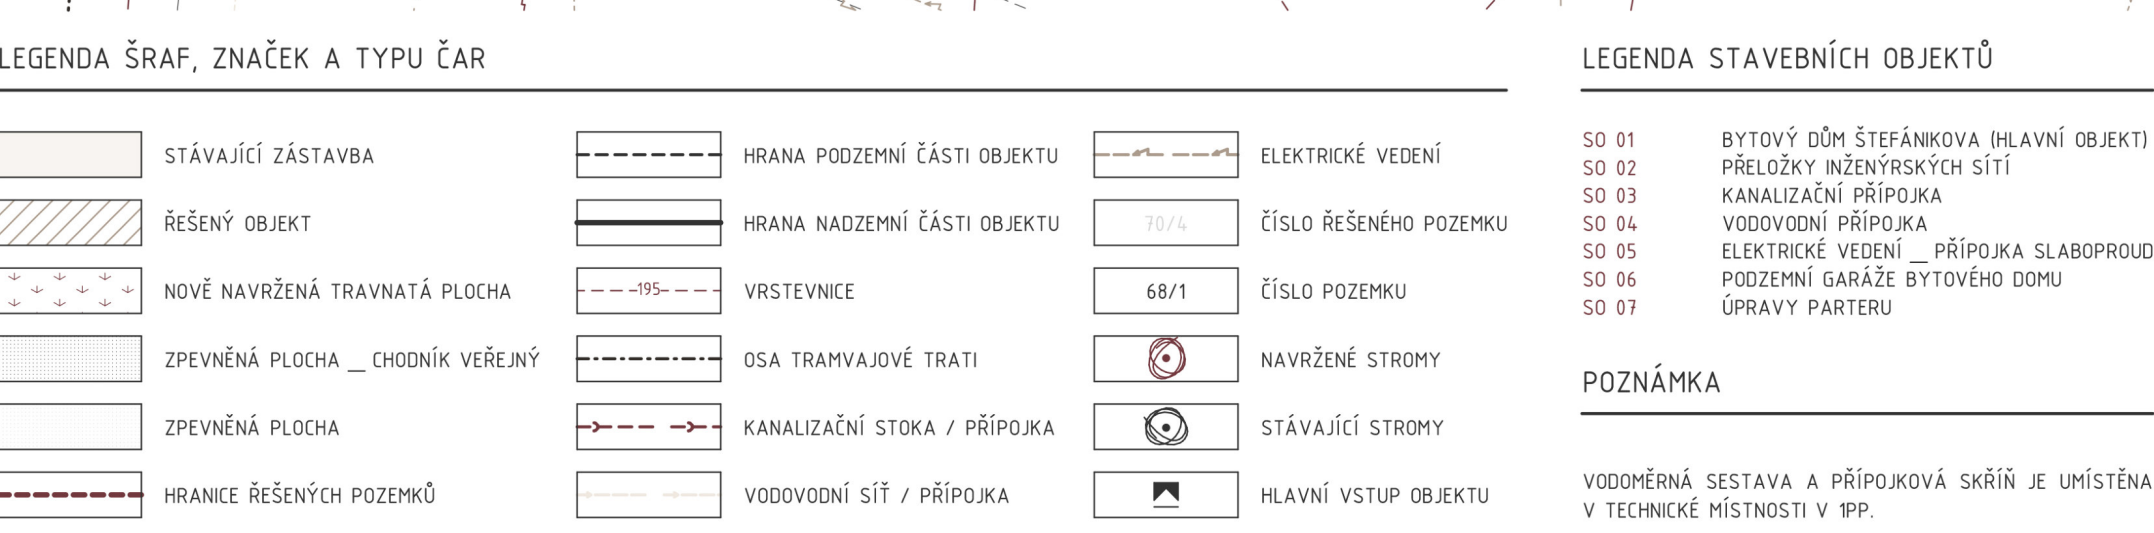 LEGENDA ŠRAF, ZNAČEK A TYPU ČAR
STÁVAJÍCÍ ZÁSTAVBA
ŘEŠENÝ OBJEKT
NOVĚ NAVRŽENÁ TRAVNATÁ PLOCHA
ZPEVNĚNÁ PLOCHA _ CHODNÍK VEŘEJNÝ
ZPEVNĚNÁ PLOCHA
HRANICE ŘEŠENÝCH POZEMKŮ
HRANA PODZEMNÍ ČÁSTI OBJEKTU
HRANA NADZEMNÍ ČÁSTI OBJEKTU
195 VRSTEVNICE
OSA TRAMVAJOVÉ TRATI
KANALIZAČNÍ STOKA / PŘÍPOJKA
VODOVODNÍ SÍŤ / PŘÍPOJKA
ELEKTRICKÉ VEDENÍ
70/4 ČÍSLO ŘEŠENÉHO POZEMKU
68/1 ČÍSLO POZEMKU
NAVRŽENÉ STROMY
STÁVAJÍCÍ STROMY
HLAVNÍ VSTUP OBJEKTU
LEGENDA STAVEBNÍCH OBJEKTŮ
SO 01 BYTOVÝ DŮM ŠTEFÁNIKOVA (HLAVNÍ OBJEKT)
SO 02 PŘELOŽKY INŽENÝRSKÝCH SÍTÍ
SO 03 KANALIZAČNÍ PŘÍPOJKA
SO 04 VODOVODNÍ PŘÍPOJKA
SO 05 ELEKTRICKÉ VEDENÍ _ PŘÍPOJKA SLABOPROUD
SO 06 PODZEMNÍ GARÁŽE BYTOVÉHO DOMU
SO 07 ÚPRAVY PARTERU
POZNÁMKA
VODOMĚRNÁ SESTAVA A PŘÍPOJKOVÁ SKŘÍŇ JE UMÍSTĚNA
V TECHNICKÉ MÍSTNOSTI V 1PP.